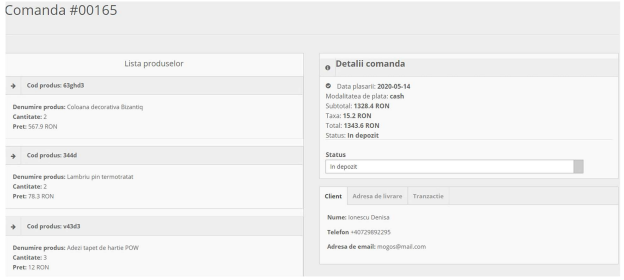 Comanda #00165
Lista produselor
Cod produs: 63ghd3
Denumire produs: Coloana decorativa Bizantiq
Cantitate: 2
Pret: 567.9 RON
Cod produs: 344d
Denumire produs: Lambriu pin termotratat
Cantitate: 2
Pret: 78.3 RON
Cod produs: v43d3
Denumire produs: Adezi tapet de hartie POW
Cantitate: 3
Pret: 12 RON
Detalii comanda
Data plasarii: 2020-05-14
Modalitatea de plata: cash
Subtotal: 1328.4 RON
Taxa: 15.2 RON
Total: 1343.6 RON
Status: In depozit
Status
In depozit
Client Adresa de livrare Tranzactie
Nume: Ionescu Denisa
Telefon +40729892295
Adresa de email: mogos@mail.com